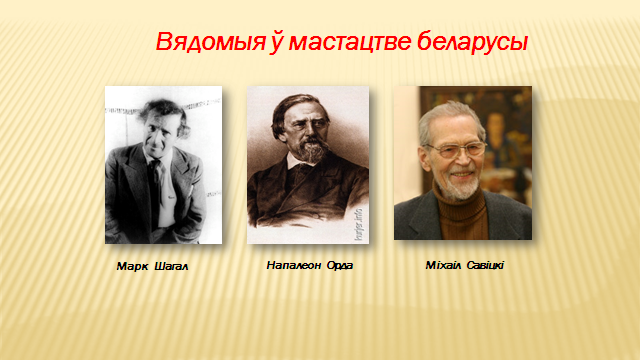 Вядомыя ў мастацтве беларусы
Марк Шагал
Напалеон Орда
Міхаіл Савіцкі